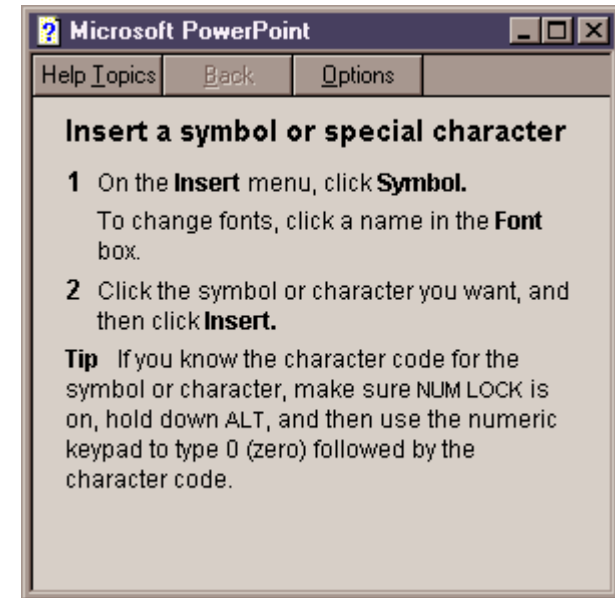 Microsoft PowerPoint
Help Topics Back Options
Insert a symbol or special character
1 On the Insert menu, click Symbol.
To change fonts, click a name in the Font
box.
2 Click the symbol or character you want, and
then click Insert.
Tip If you know the character code for the
symbol or character, make sure NUM LOCK is
on, hold down ALT, and then use the numeric
keypad to type 0 (zero) followed by the
character code.